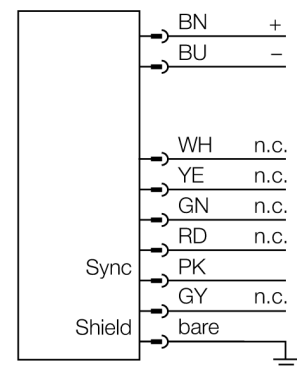 BN +
BU –
WH n.c.
YE n.c.
GN n.c.
RD n.c.
Sync PK
GY n.c.
Shield bare